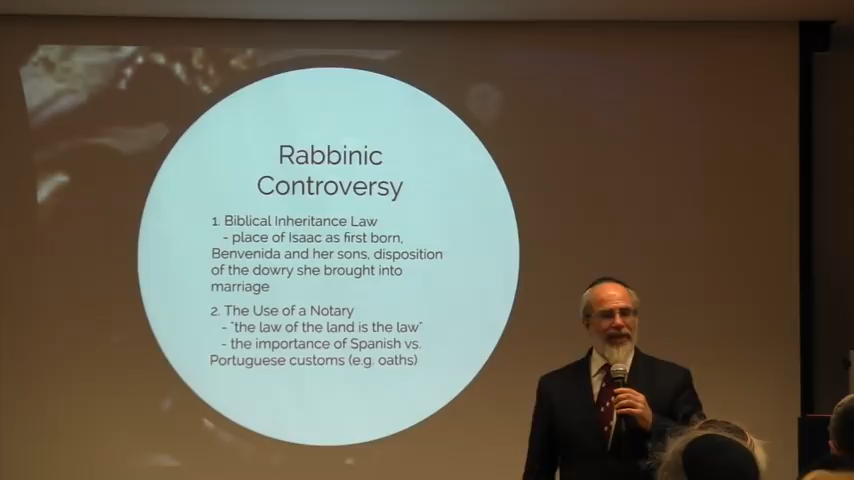 Rabbinic
Controversy
1. Biblical Inheritance Law
- place of Isaac as first born,
Benvenida and her sons, disposition
of the dowry she brought into
marriage
2. The Use of a Notary
- "the law of the land is the law"
- the importance of Spanish vs.
Portuguese customs (e.g. oaths)